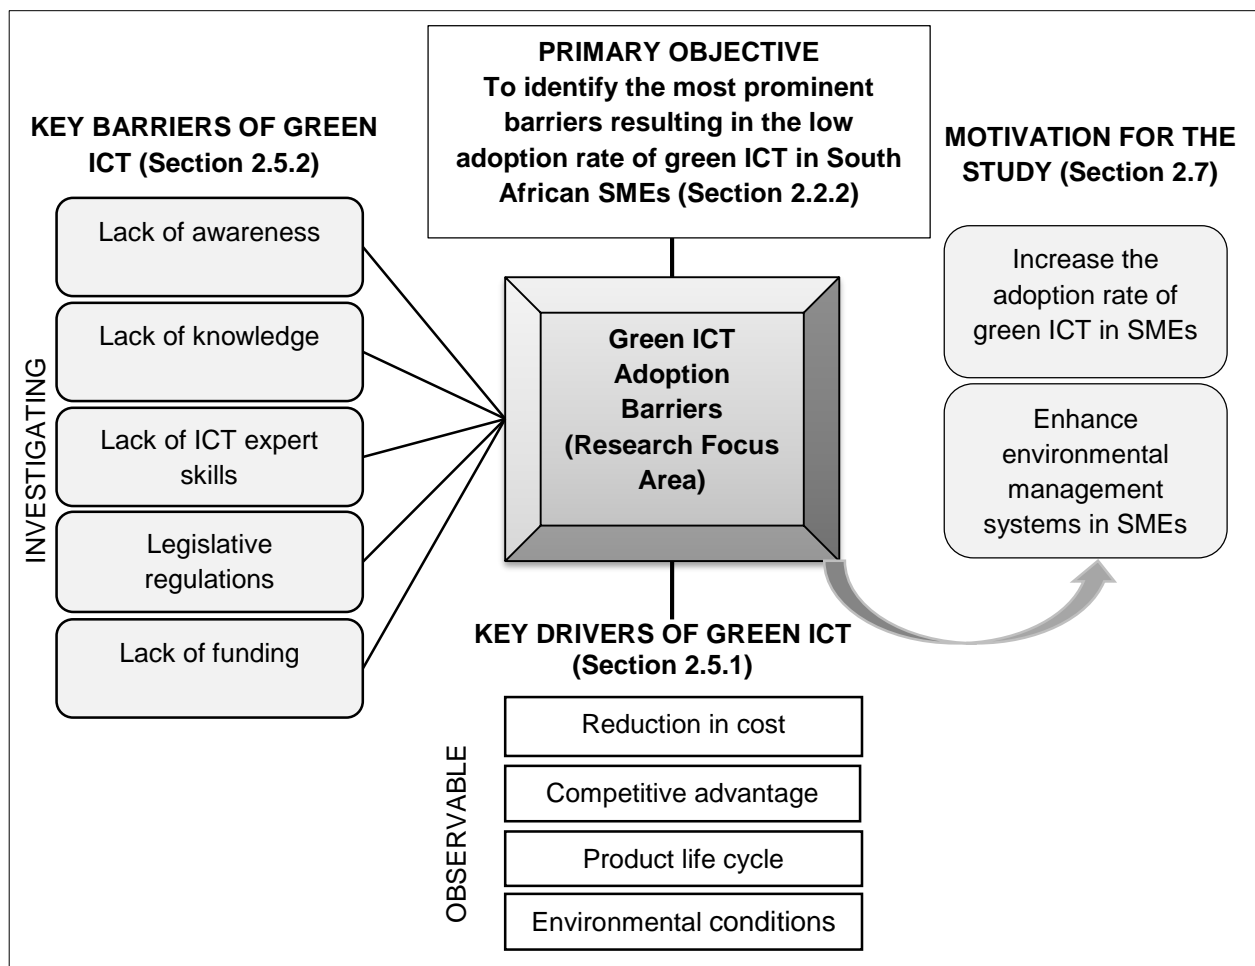 PRIMARY OBJECTIVE
To identify the most prominent
barriers resulting in the low
adoption rate of green ICT in South
African SMEs (Section 2.2.2)
KEY BARRIERS OF GREEN
ICT (Section 2.5.2)
INVESTIGATING
Lack of awareness
Lack of knowledge
Lack of ICT expert
skills
Legislative
regulations
Lack of funding
Green ICT
Adoption
Barriers
(Research Focus
Area)
MOTIVATION FOR THE
STUDY (Section 2.7)
Increase the
adoption rate of
green ICT in SMEs
Enhance
environmental
management
systems in SMEs
KEY DRIVERS OF GREEN ICT
(Section 2.5.1)
OBSERVABLE
Reduction in cost
Competitive advantage
Product life cycle
Environmental conditions